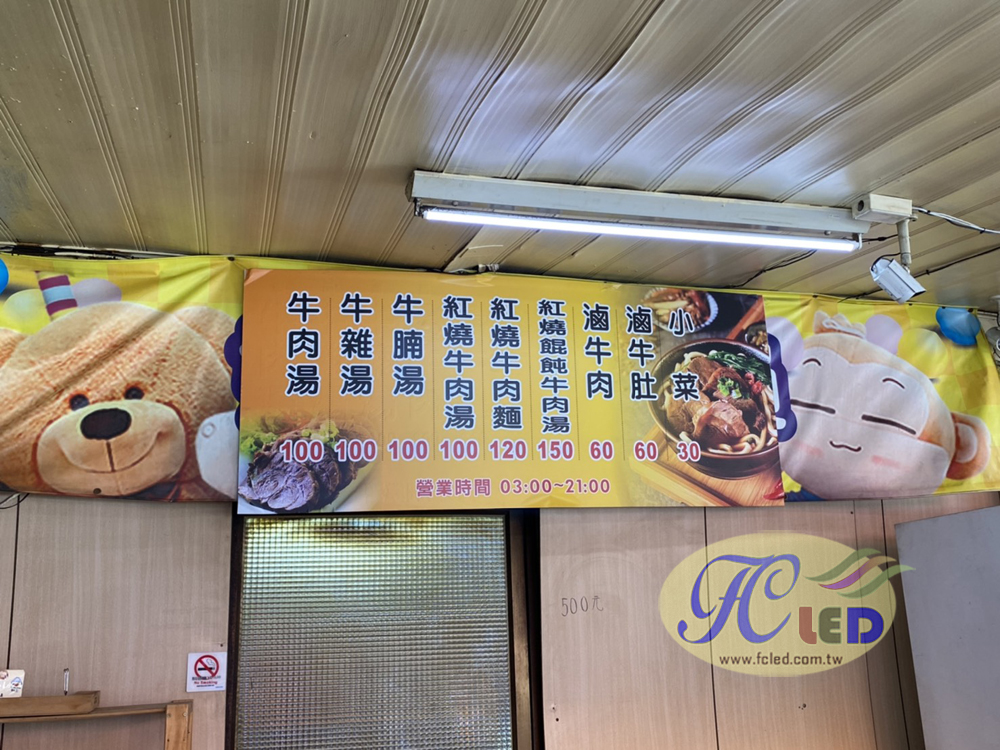 牛肉湯 100
牛雜湯 100
牛腩湯 100
紅燒牛肉湯 100
紅燒牛肉麵 120
紅燒餛飩牛肉湯 150
滷牛肉 60
滷牛肚 60
小菜 30
營業時間 03:00~21:00
500元
FC LED
www.fcled.com.tw
No Smoking